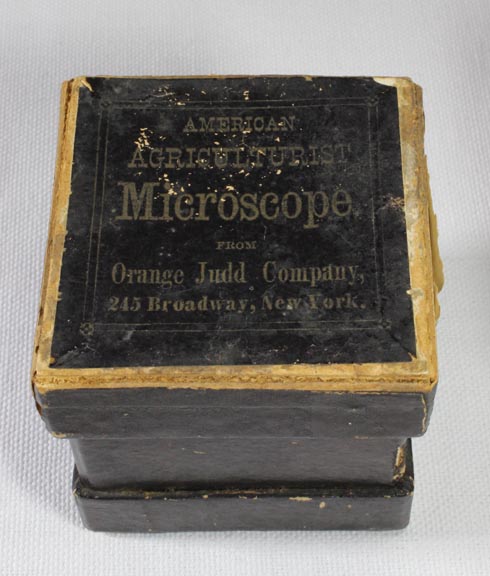 AMERICAN
AGRICULTURIST
Microscope.
FROM
Orange Judd Company,
245 Broadway, New York.